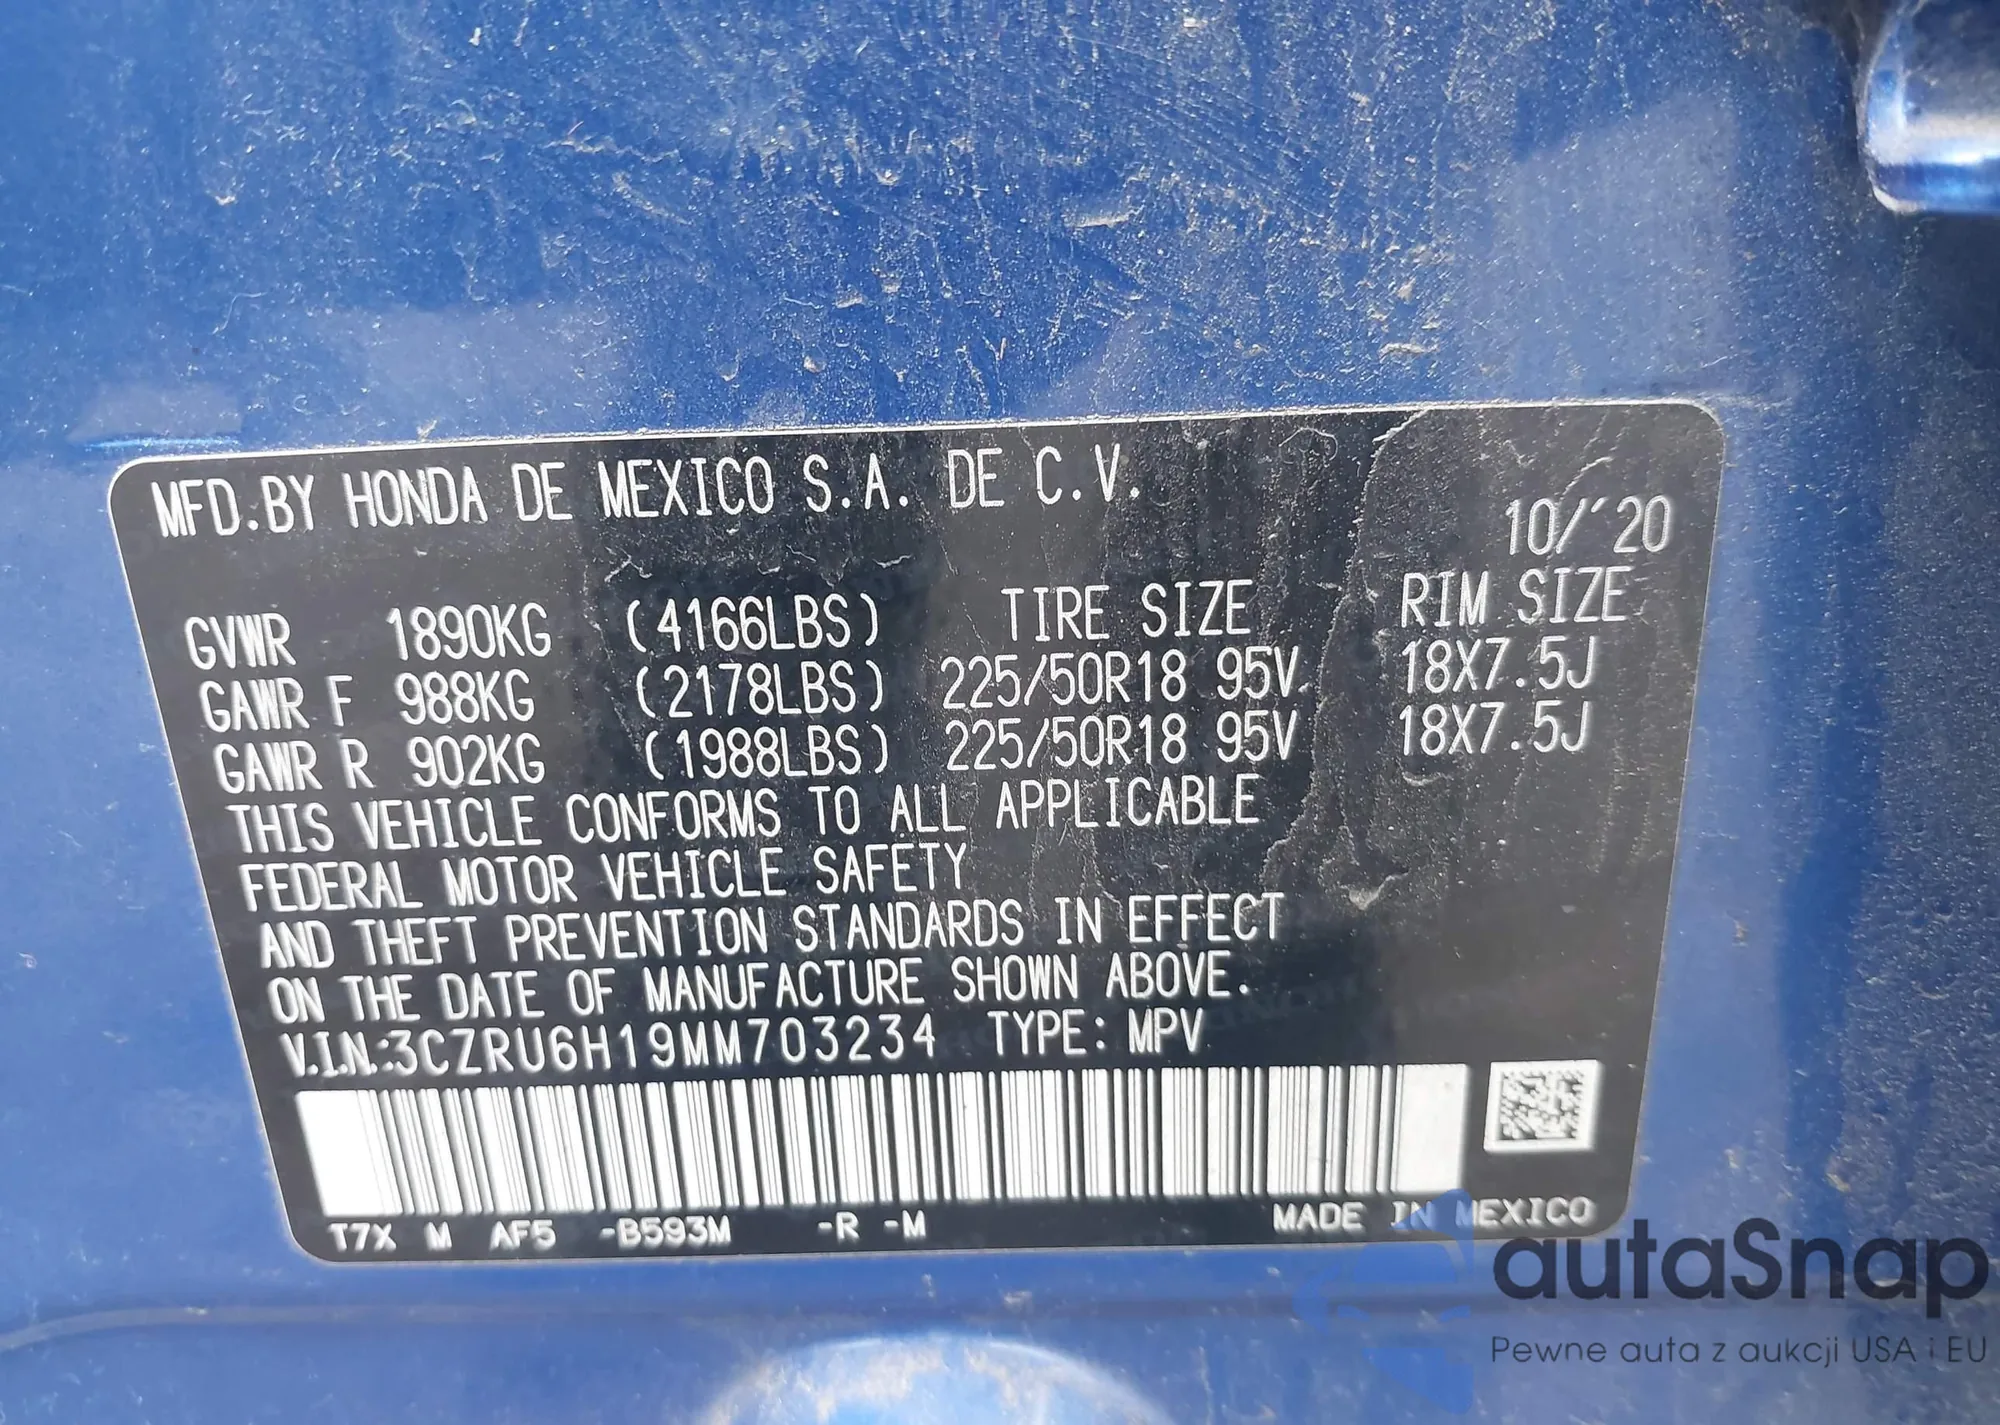 MFD.BY HONDA DE MEXICO S.A. DE C.V.
10/'20
GVWR 1890KG (4166LBS) TIRE SIZE RIM SIZE
GAWR F 988KG (2178LBS) 225/50R18 95V 18X7.5J
GAWR R 902KG (1988LBS) 225/50R18 95V 18X7.5J
THIS VEHICLE CONFORMS TO ALL APPLICABLE
FEDERAL MOTOR VEHICLE SAFETY
AND THEFT PREVENTION STANDARDS IN EFFECT
ON THE DATE OF MANUFACTURE SHOWN ABOVE.
V.I.N.:3CZRU6H19MM703234 TYPE: MPV
T7X M AF5 -B593M -R -M MADE IN MEXICO
autaSnap
Pewne auta z aukcji USA i EU